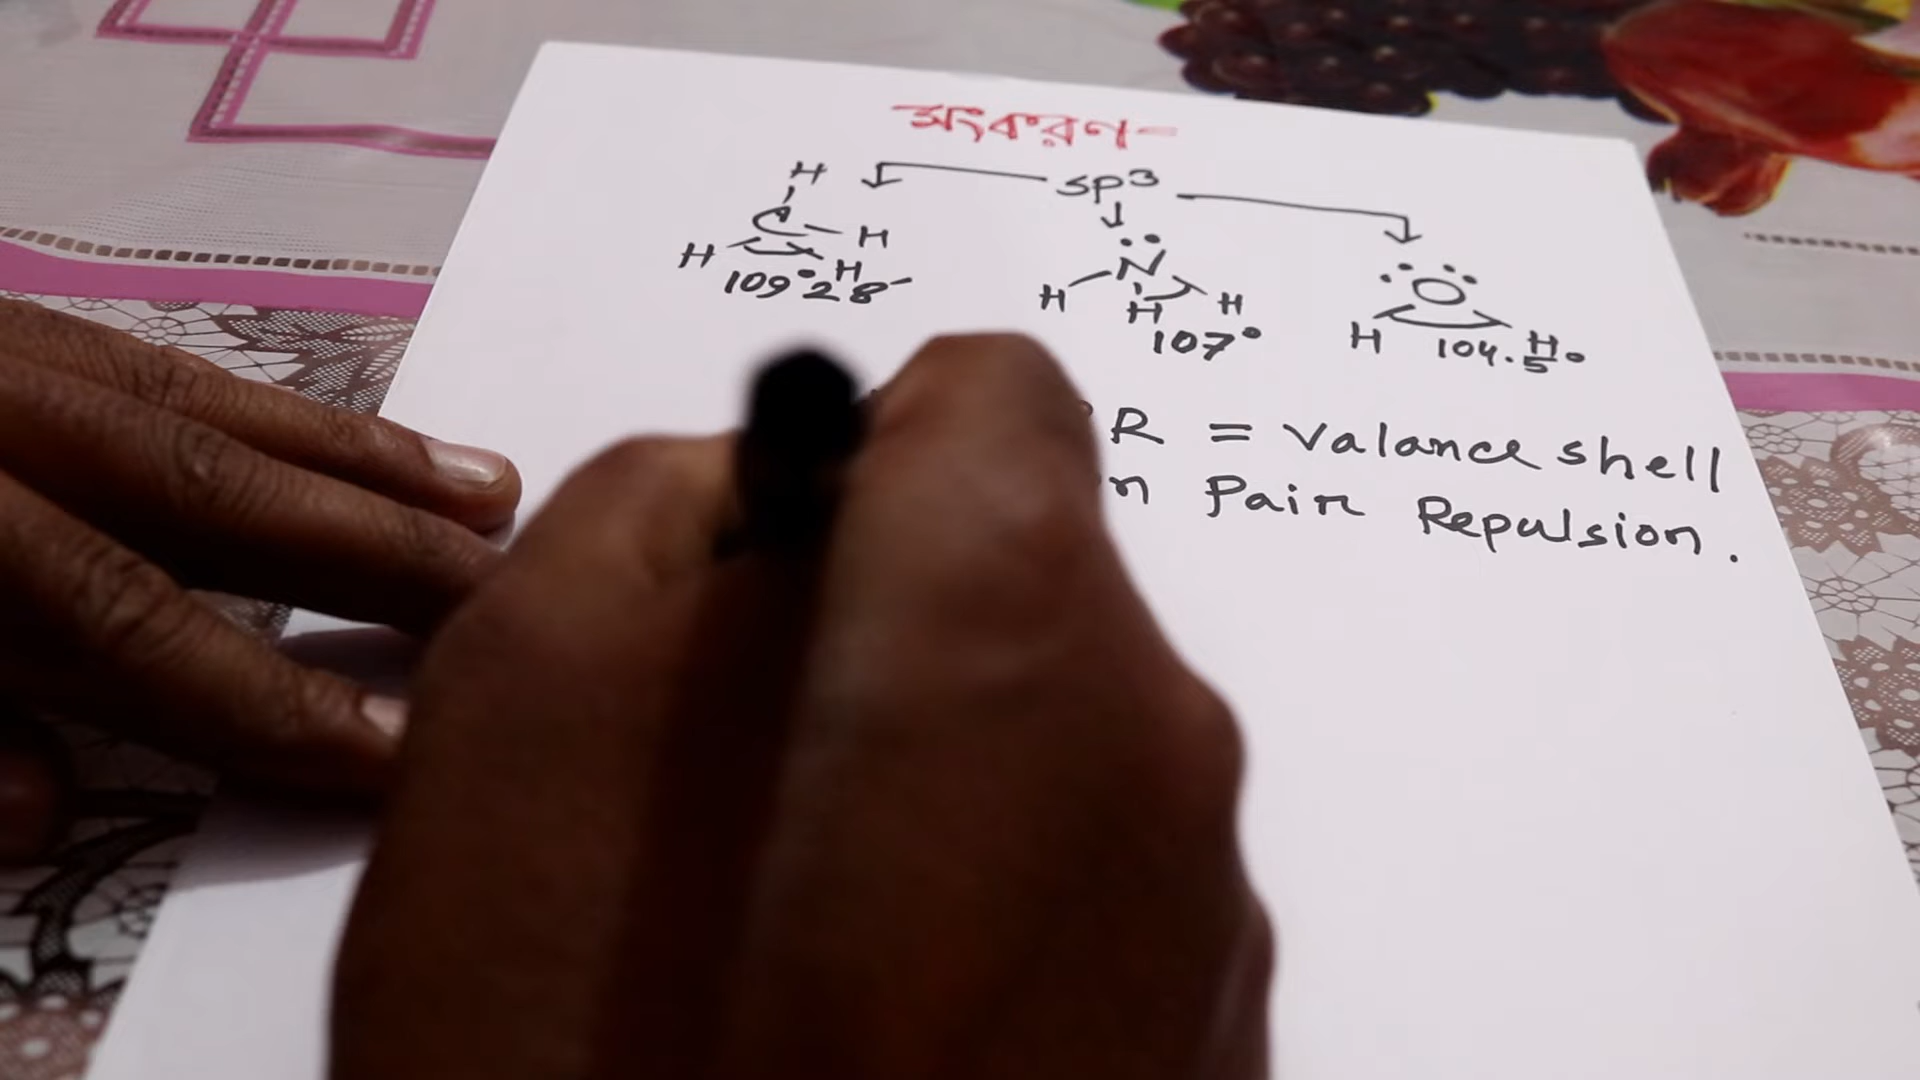 সংকরণ-
sp³
H
C H
H H
109°28′
N
H H H
107°
O
H H
104.5°
R = valance shell
n Pair Repulsion.